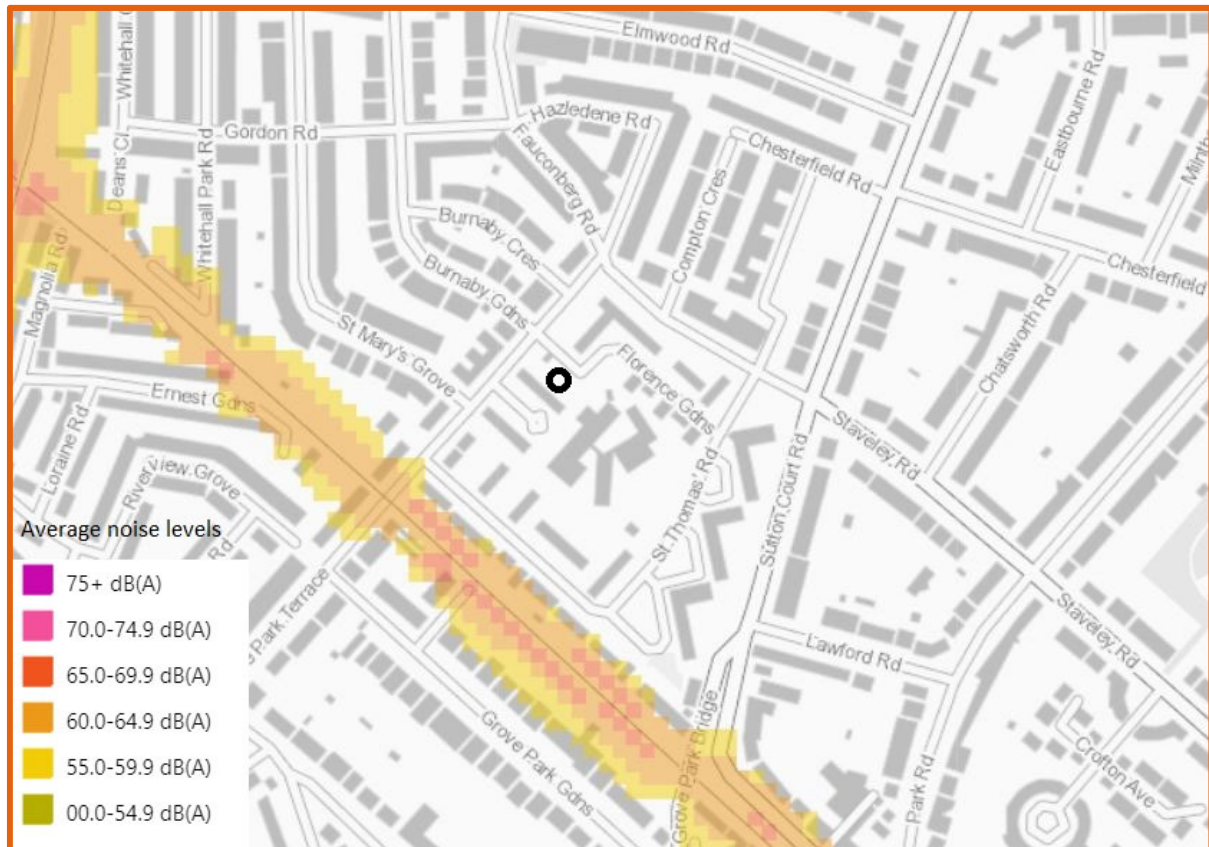 Elmwood Rd
Whitehall
Deans Cl
Whitehall Park Rd
Gordon Rd
Hazledene Rd
Fauconberg Rd
Chesterfield Rd
Eastbourne Rd
Compton Cres
Burnaby Cres
Burnaby Gdns
Magnolia Rd
St Mary's Grove
Florence Gdns
Chesterfield
Chatsworth Rd
Ernest Gdns
Loraine Rd
Staveley Rd
St Thomas' Rd
Sutton Court Rd
Average noise levels
75+ dB(A)
70.0-74.9 dB(A)
65.0-69.9 dB(A)
60.0-64.9 dB(A)
55.0-59.9 dB(A)
00.0-54.9 dB(A)
Rd
Park Terrace
Lawford Rd
Staveley Rd
Grove Park Gdns
Grove Park Bridge
Park Rd
Crofton Ave